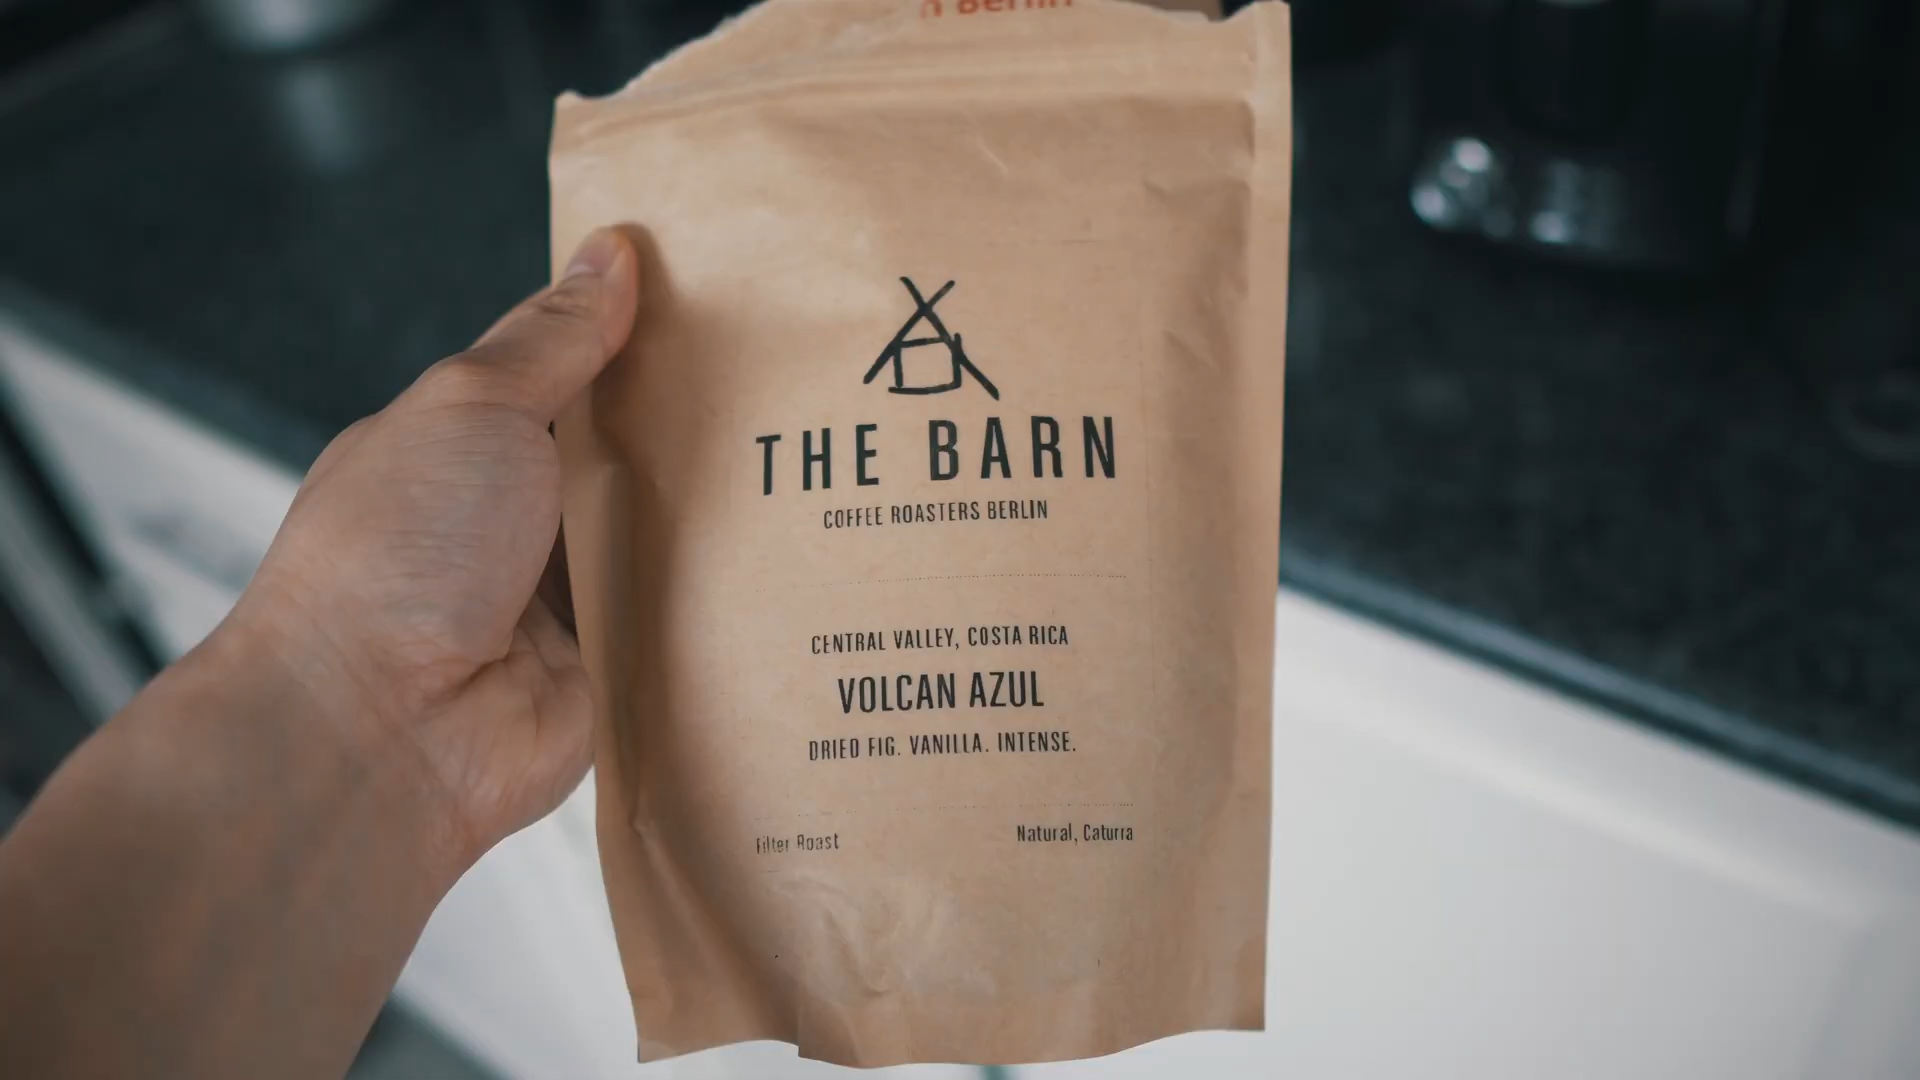 Berlin
THE BARN
COFFEE ROASTERS BERLIN
CENTRAL VALLEY, COSTA RICA
VOLCAN AZUL
DRIED FIG. VANILLA. INTENSE.
Filter Roast
Natural, Caturra